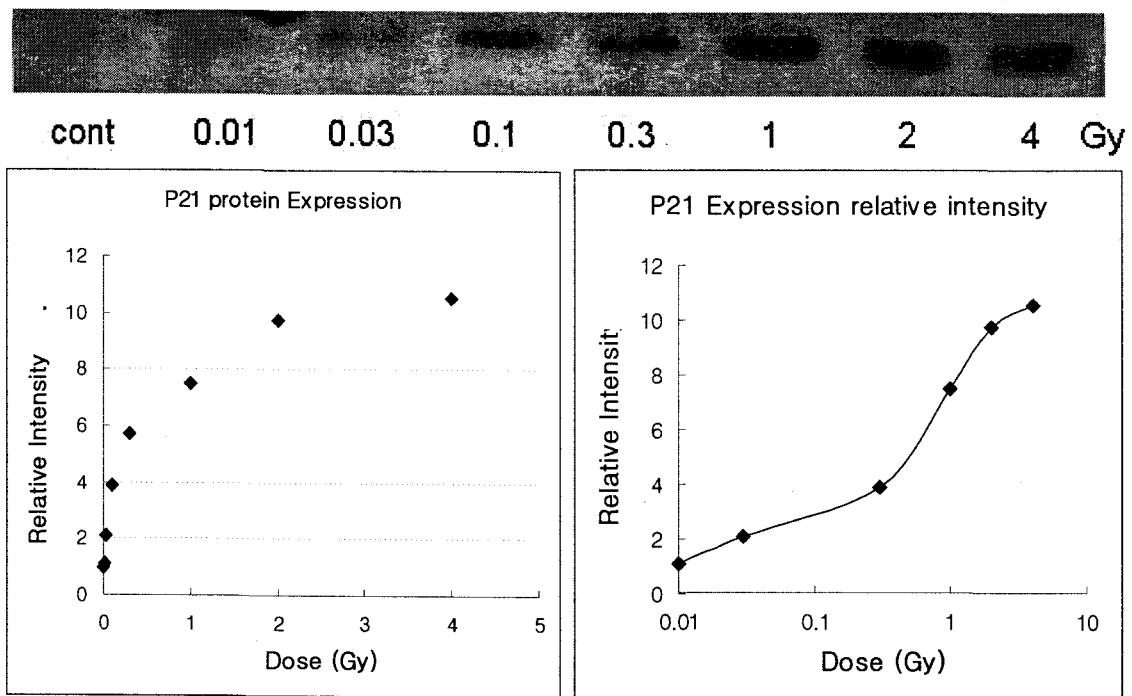 cont 0.01 0.03 0.1 0.3 1 2 4 Gy
P21 protein Expression
12
10
8
6
4
2
0
Relative Intensity
0 1 2 3 4 5
Dose (Gy)
P21 Expression relative intensity
12
10
8
6
4
2
0
Relative Intensit
0.01 0.1 1 10
Dose (Gy)